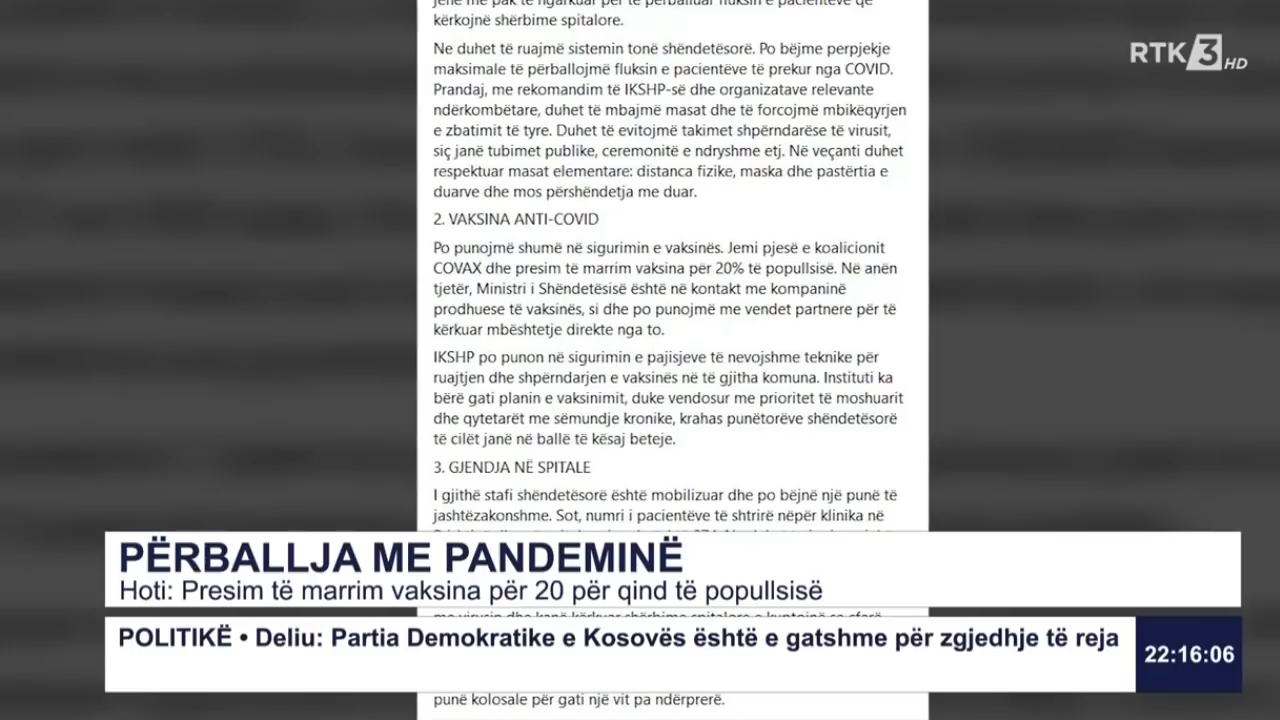 jenë më pak të ngarkuar për të përballuar fluksin e pacientëve që
kërkojnë shërbime spitalore.
RTK 3 HD
Ne duhet të ruajmë sistemin tonë shëndetësorë. Po bëjme perpjekje
maksimale të përballojmë fluksin e pacientëve të prekur nga COVID.
Prandaj, me rekomandim të IKSHP-së dhe organizatave relevante
ndërkombëtare, duhet të mbajmë masat dhe të forcojmë mbikëqyrjen
e zbatimit të tyre. Duhet të evitojmë takimet shpërndarëse të virusit,
siç janë tubimet publike, ceremonitë e ndryshme etj. Në veçanti duhet
respektuar masat elementare: distanca fizike, maska dhe pastërtia e
duarve dhe mos përshëndetja me duar.
2. VAKSINA ANTI-COVID
Po punojmë shumë në sigurimin e vaksinës. Jemi pjesë e koalicionit
COVAX dhe presim të marrim vaksina për 20% të popullsisë. Në anën
tjetër, Ministri i Shëndetësisë është në kontakt me kompaninë
prodhuese të vaksinës, si dhe po punojmë me vendet partnere për të
kërkuar mbështetje direkte nga to.
IKSHP po punon në sigurimin e pajisjeve të nevojshme teknike për
ruajtjen dhe shpërndarjen e vaksinës në të gjitha komuna. Instituti ka
bërë gati planin e vaksinimit, duke vendosur me prioritet të moshuarit
dhe qytetarët me sëmundje kronike, krahas punëtorëve shëndetësorë
të cilët janë në ballë të kësaj beteje.
3. GJENDJA NË SPITALE
I gjithë stafi shëndetësorë është mobilizuar dhe po bëjnë një punë të
jashtëzakonshme. Sot, numri i pacientëve të shtrirë nëpër klinika në
PËRBALLJA ME PANDEMINË
Hoti: Presim të marrim vaksina për 20 për qind të popullsisë
POLITIKË • Deliu: Partia Demokratike e Kosovës është e gatshme për zgjedhje të reja
22:16:06
punë kolosale për gati një vit pa ndërprerë.